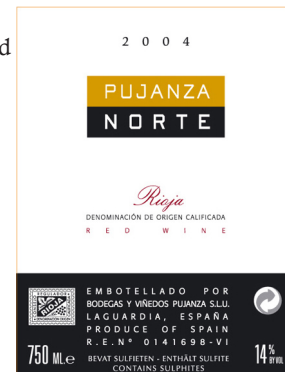 d
2004
PUJANZA
NORTE
Rioja
DENOMINACIÓN DE ORIGEN CALIFICADA
RED WINE
EMBOTELLADO POR
BODEGAS Y VIÑEDOS PUJANZA S.L.U.
LAGUARDIA, ESPAÑA
PRODUCE OF SPAIN
R.E.Nº 0141698-VI
RIOJA
750 ML e
BEVAT SULFIETEN - ENTHÄLT SULFITE
CONTAINS SULPHITES
14% BY VOL